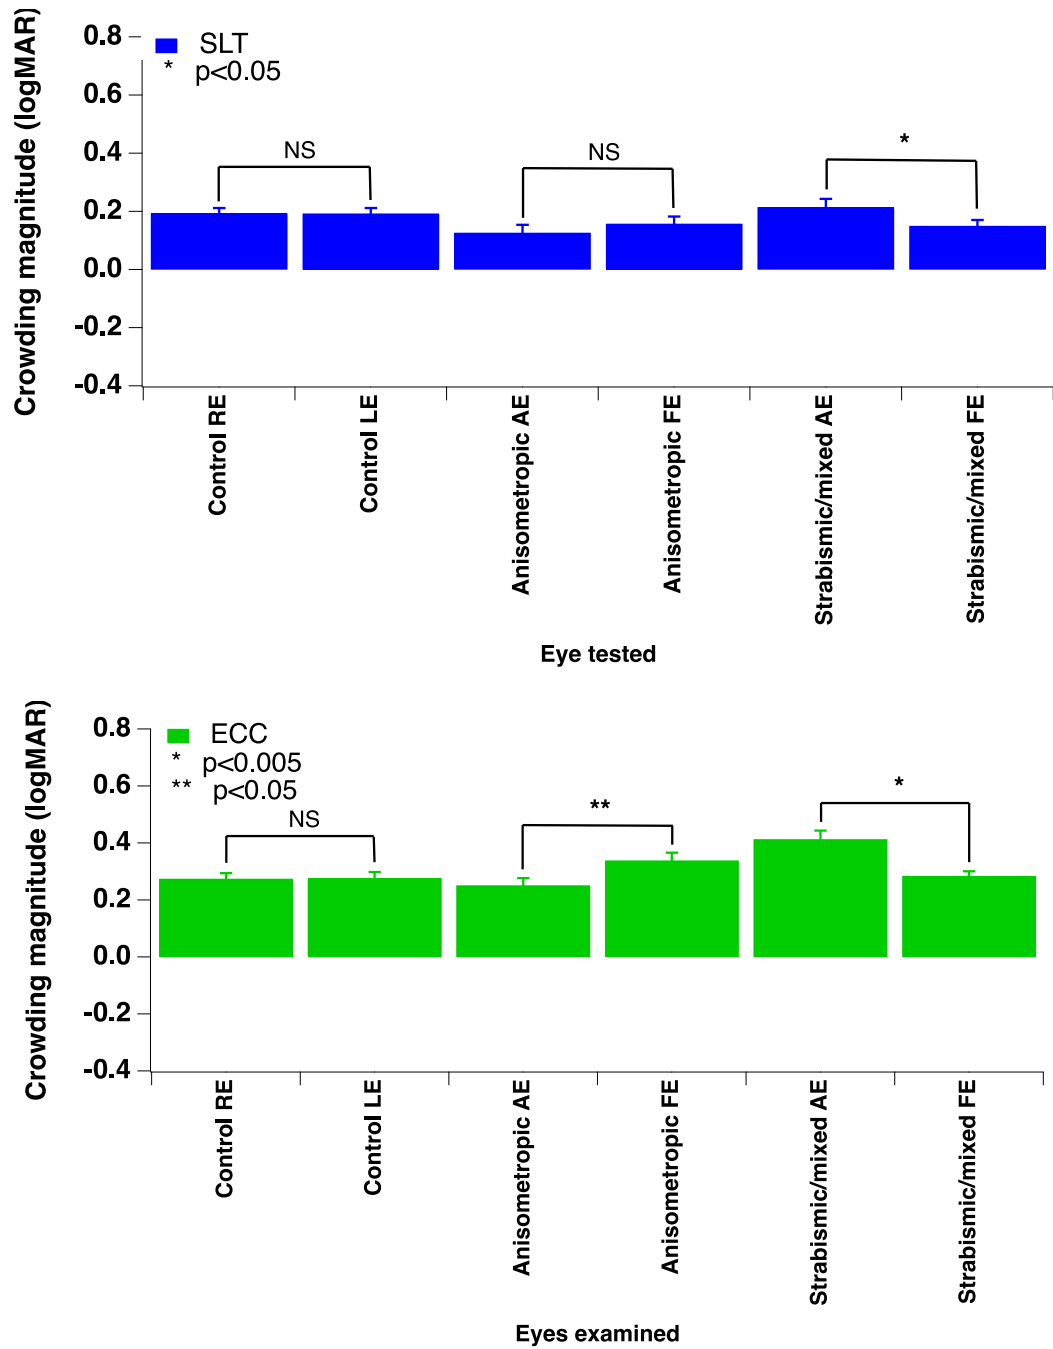 Crowding magnitude (logMAR)
0.8
0.6
0.4
0.2
0.0
-0.2
-0.4
SLT
* p<0.05
NS
NS
*
Control RE
Control LE
Anisometropic AE
Anisometropic FE
Strabismic/mixed AE
Strabismic/mixed FE
Eye tested
Crowding magnitude (logMAR)
0.8
0.6
0.4
0.2
0.0
-0.2
-0.4
ECC
* p<0.005
** p<0.05
NS
**
*
Control RE
Control LE
Anisometropic AE
Anisometropic FE
Strabismic/mixed AE
Strabismic/mixed FE
Eyes examined